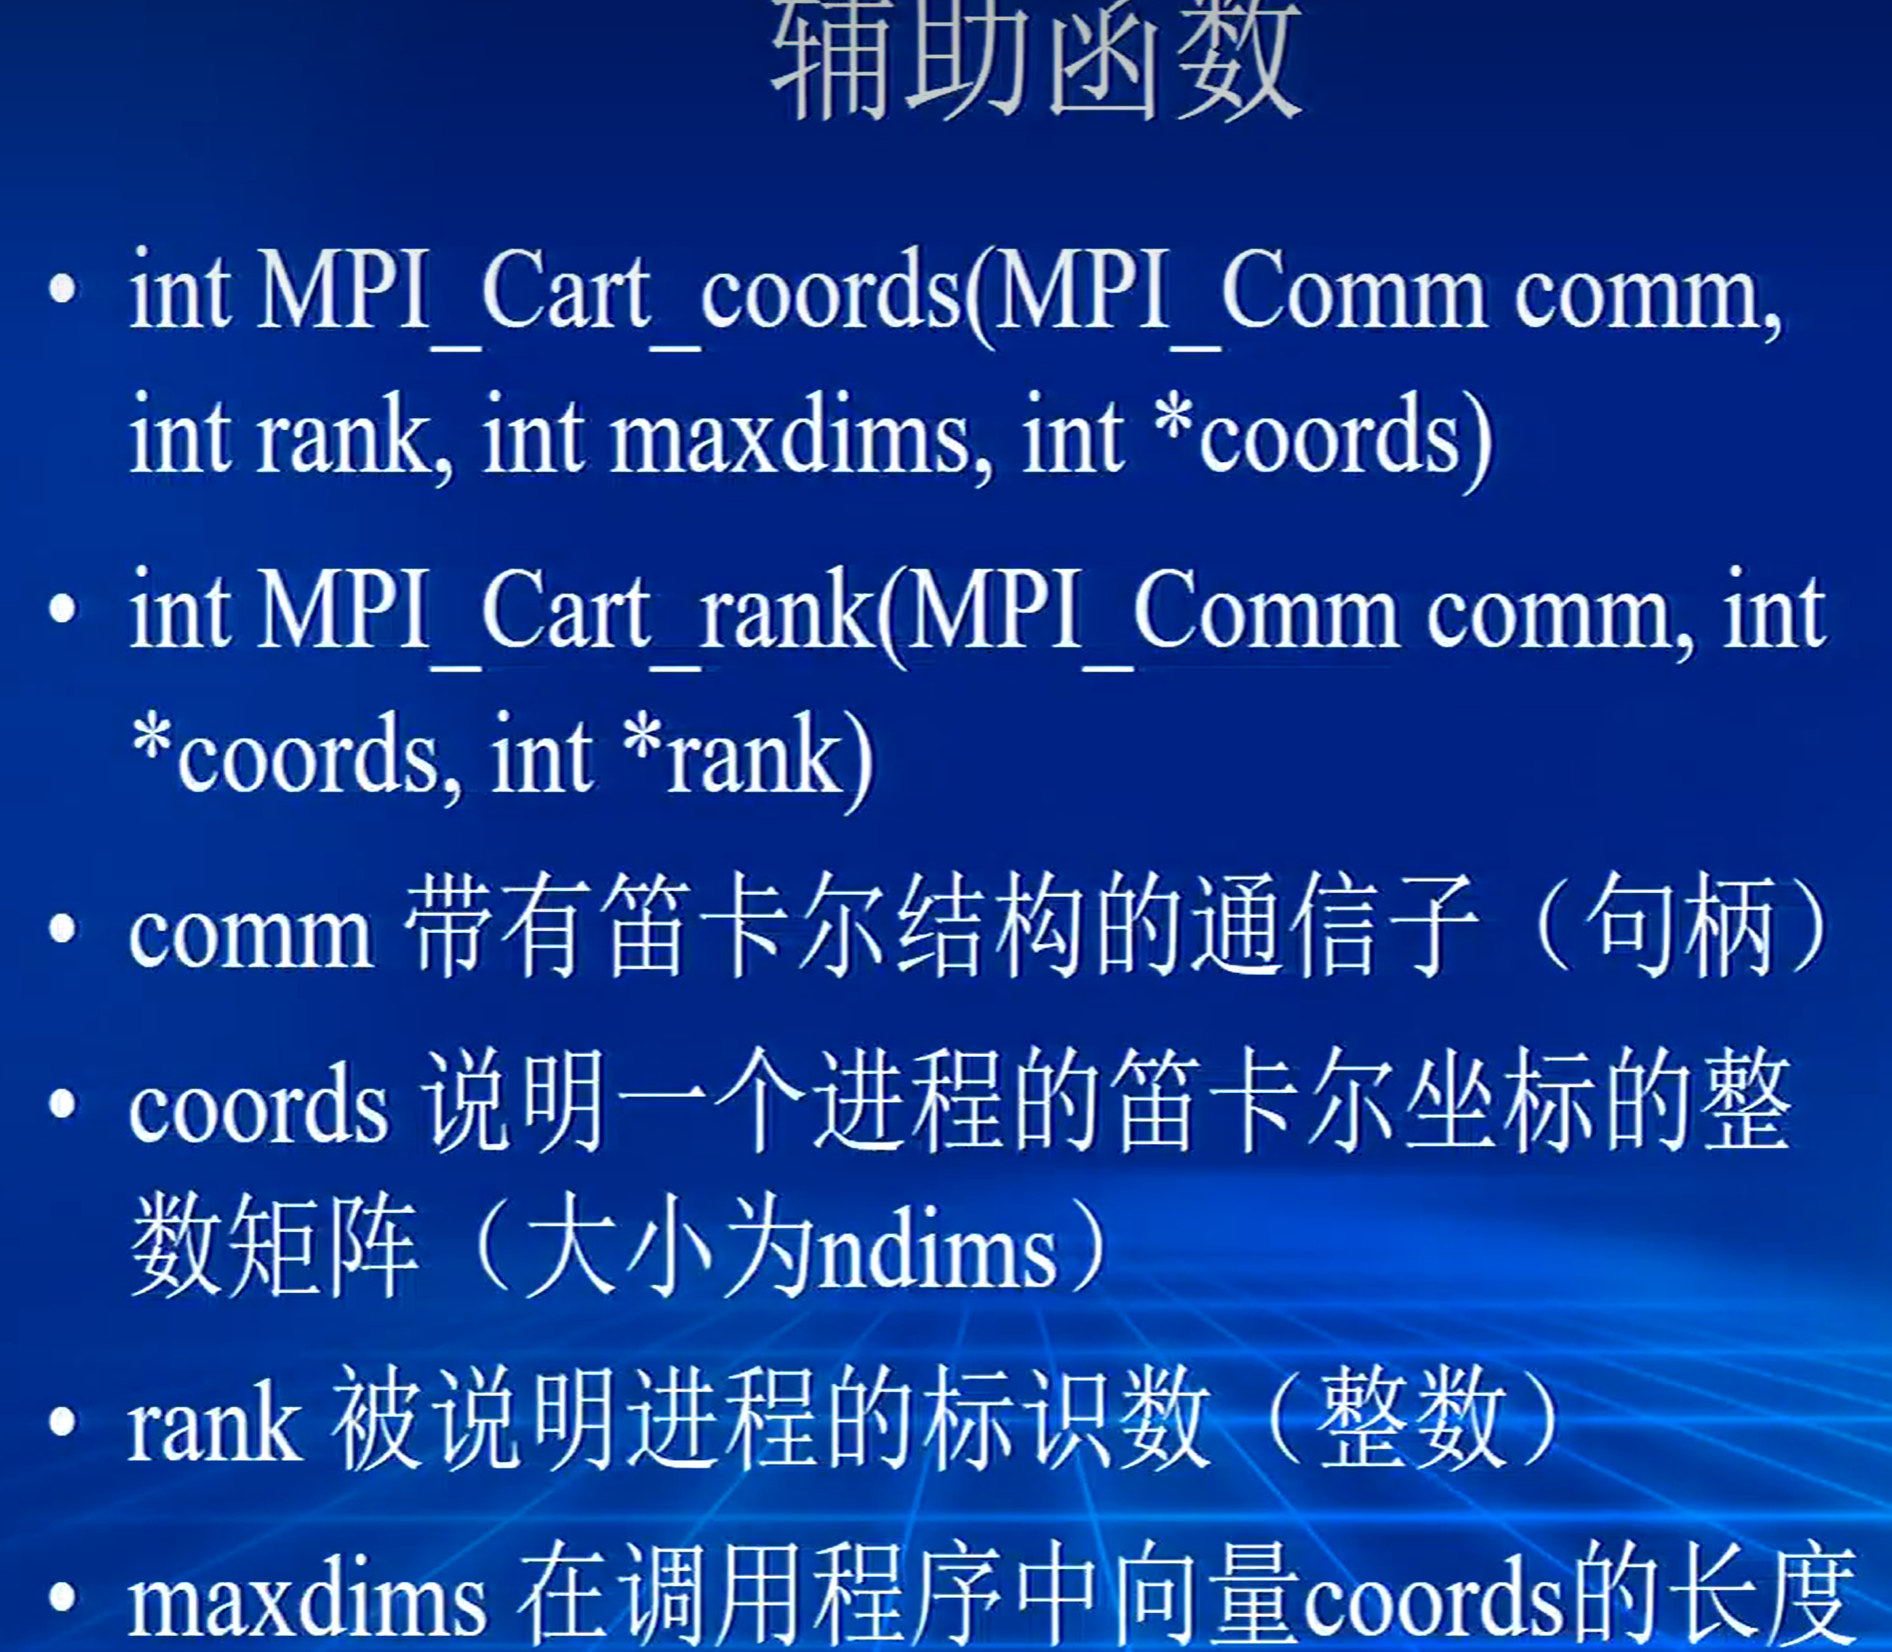 辅助函数
• int MPI_Cart_coords(MPI_Comm comm,
int rank, int maxdims, int *coords)
• int MPI_Cart_rank(MPI_Comm comm, int
*coords, int *rank)
• comm 带有笛卡尔结构的通信子（句柄）
• coords 说明一个进程的笛卡尔坐标的整
数矩阵（大小为ndims）
• rank 被说明进程的标识数（整数）
• maxdims 在调用程序中向量coords的长度